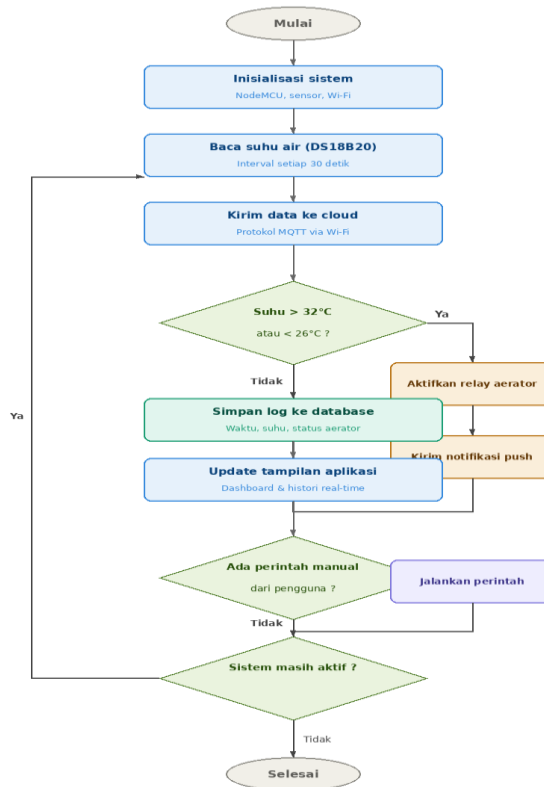 Mulai
Inisialisasi sistem
NodeMCU, sensor, Wi-Fi
Baca suhu air (DS18B20)
Interval setiap 30 detik
Kirim data ke cloud
Protokol MQTT via Wi-Fi
Suhu > 32°C
atau < 26°C ?
Ya
Tidak
Aktifkan relay aerator
Simpan log ke database
Waktu, suhu, status aerator
Ya
Kirim notifikasi push
Update tampilan aplikasi
Dashboard & histori real-time
Ada perintah manual
dari pengguna ?
Jalankan perintah
Tidak
Sistem masih aktif ?
Tidak
Selesai